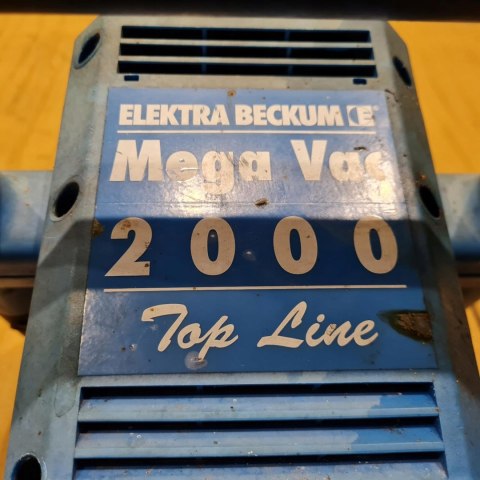 ELEKTRA BECKUM
Mega Vac
2000
Top Line